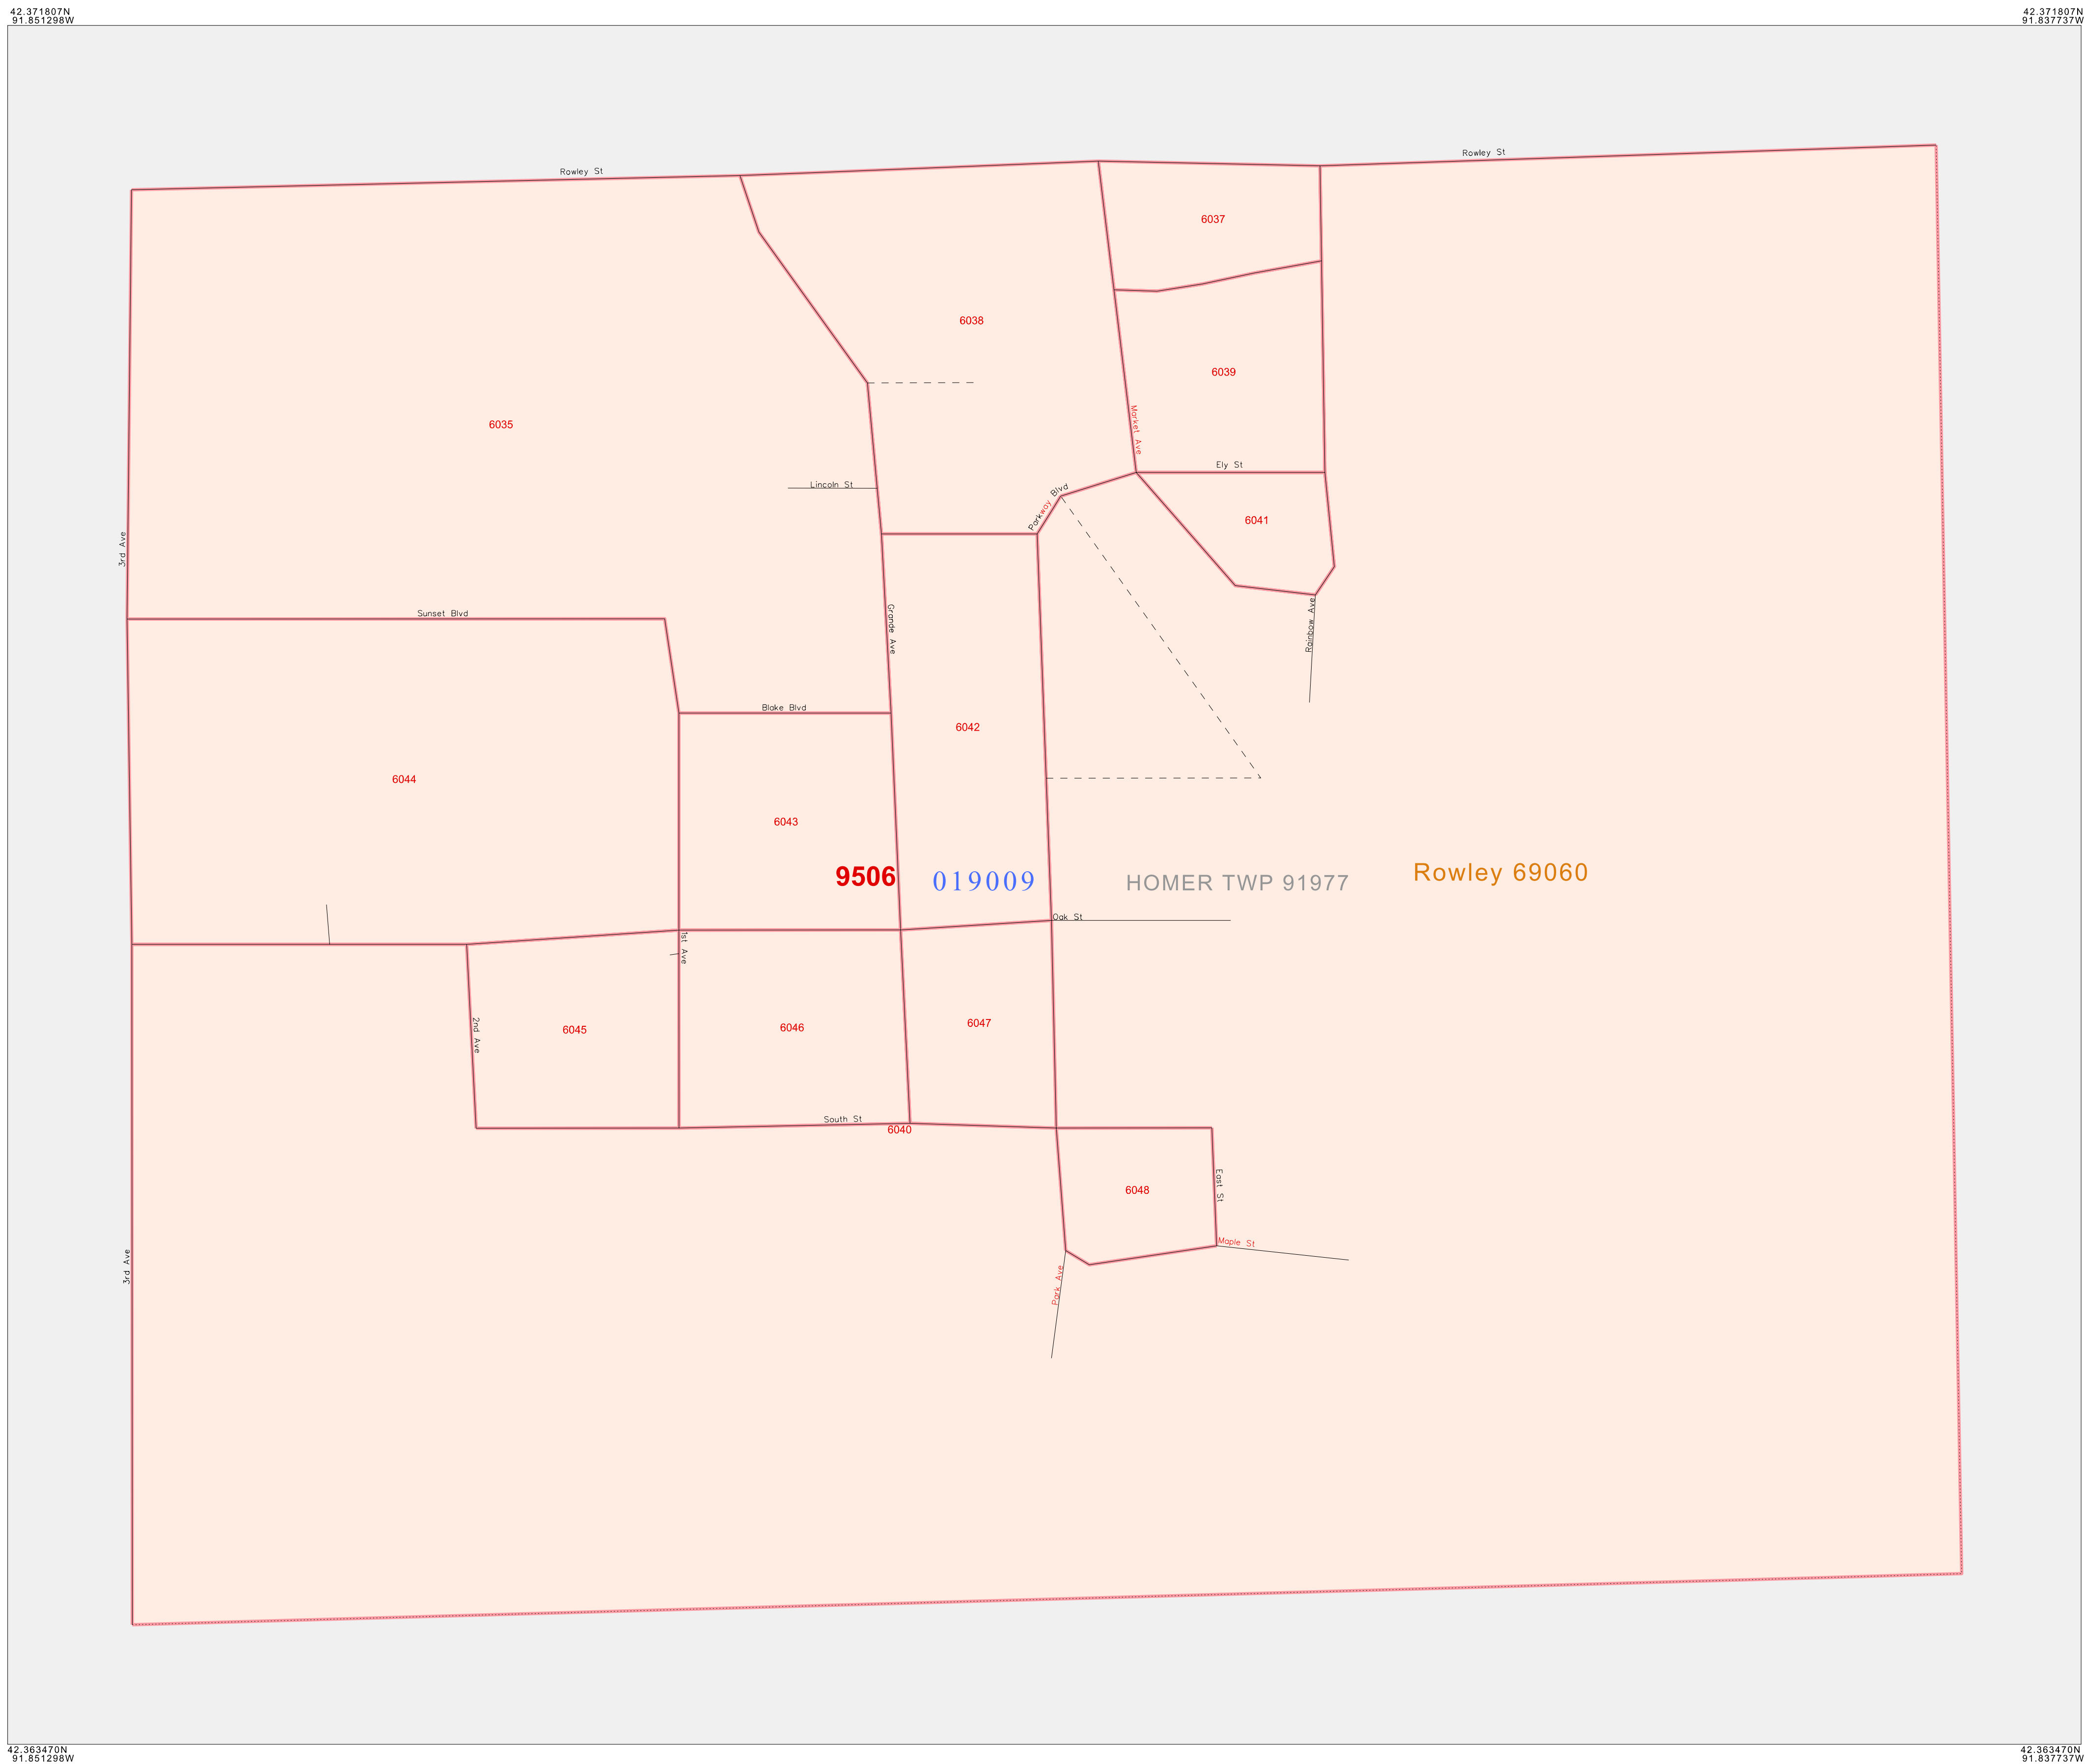 42.371807N
91.851298W
42.371807N
91.837737W
Rowley St
Rowley St
6037
6038
6039
Market Ave
6035
Ely St
Lincoln St
Parkway Blvd
6041
3rd Ave
Rainbow Ave
Sunset Blvd
Grande Ave
Blake Blvd
6042
6044
6043
9506
019009
HOMER TWP 91977
Rowley 69060
Oak St
1st Ave
2nd Ave
6045
6046
6047
South St
6040
6048
East St
Maple St
3rd Ave
Park Ave
42.363470N
91.851298W
42.363470N
91.837737W